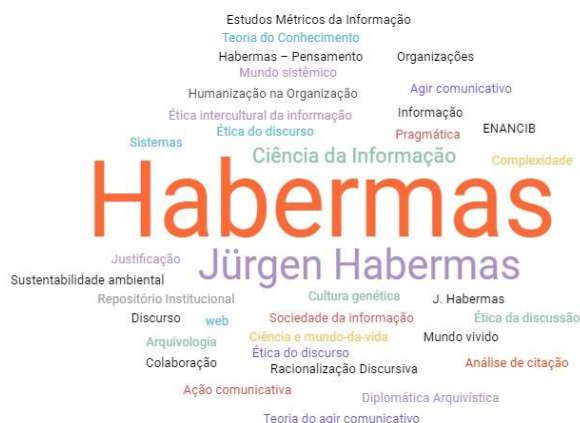 Estudos Métricos da Informação
Teoria do Conhecimento
Habermas – Pensamento
Organizações
Mundo sistêmico
Humanização na Organização
Agir comunicativo
Ética intercultural da informação
Informação
Ética do discurso
Pragmática
ENANCIB
Sistemas
Ciência da Informação
Complexidade
Habermas
Justificação
Jürgen Habermas
Sustentabilidade ambiental
Repositório Institucional
Cultura genética
J. Habermas
Discurso
web
Sociedade da informação
Ética da discussão
Arquivologia
Ciência e mundo-da-vida
Mundo vivido
Ética do discurso
Colaboração
Racionalização Discursiva
Análise de citação
Ação comunicativa
Diplomática Arquivística
Teoria do agir comunicativo